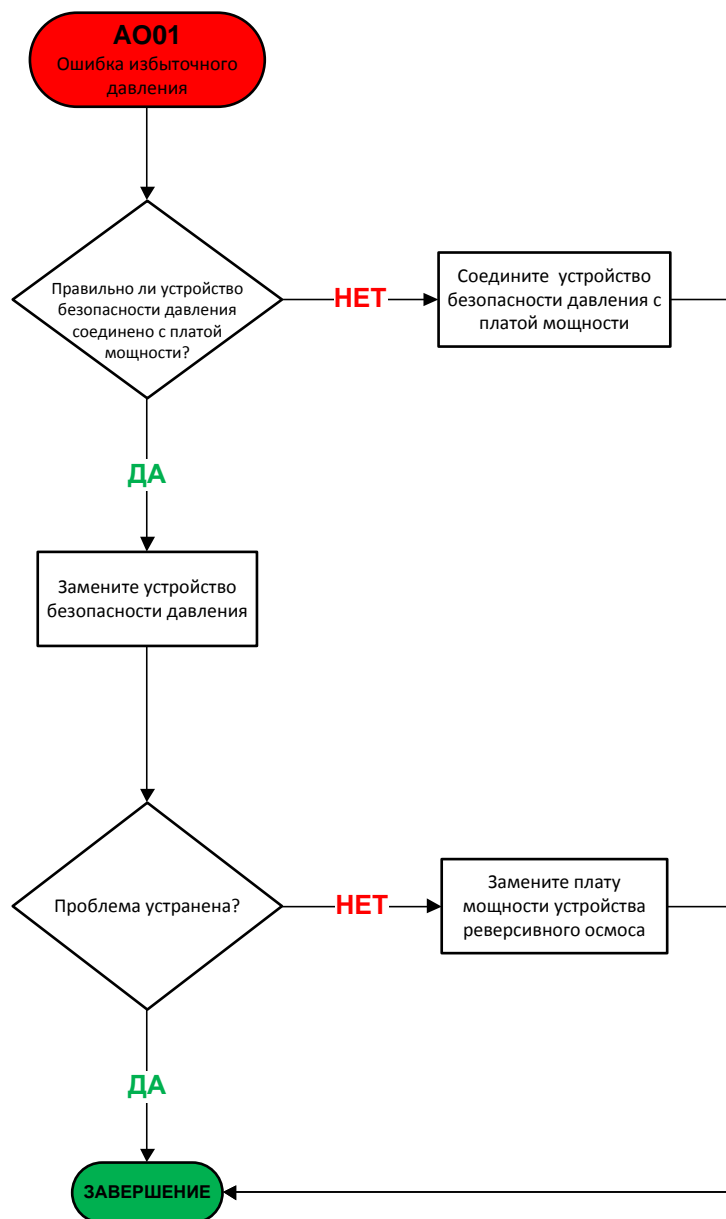 AO01
Ошибка избыточного
давления
Правильно ли устройство
безопасности давления
соединено с платой
мощности?
НЕТ
Соедините устройство
безопасности давления с
платой мощности
ДА
Замените устройство
безопасности давления
Проблема устранена?
НЕТ
Замените плату
мощности устройства
реверсивного осмоса
ДА
ЗАВЕРШЕНИЕ